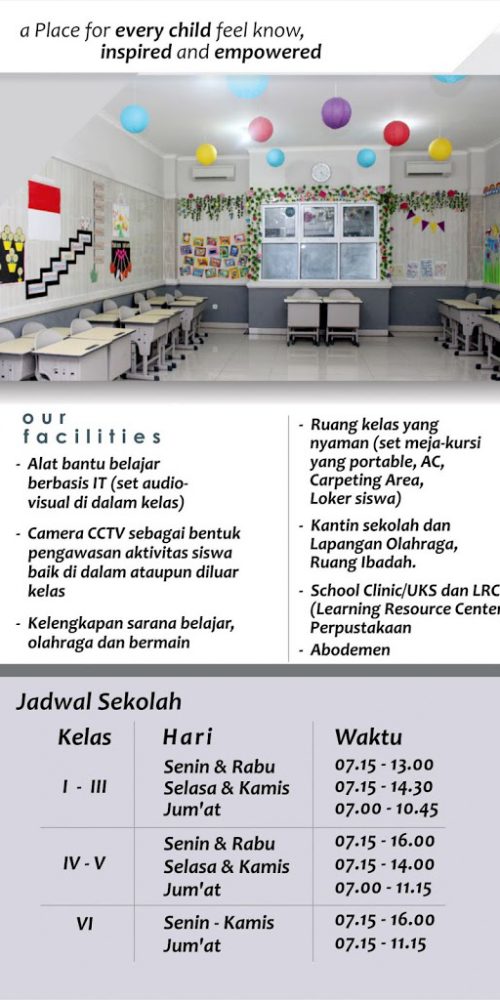 a Place for every child feel know,
inspired and empowered
our
facilities
- Alat bantu belajar
berbasis IT (set audio-
visual di dalam kelas)
- Camera CCTV sebagai bentuk
pengawasan aktivitas siswa
baik di dalam ataupun diluar
kelas
- Kelengkapan sarana belajar,
olahraga dan bermain
- Ruang kelas yang
nyaman (set meja-kursi
yang portable, AC,
Carpeting Area,
Loker siswa)
- Kantin sekolah dan
Lapangan Olahraga,
Ruang Ibadah.
- School Clinic/UKS dan LRC
(Learning Resource Center
Perpustakaan
- Abodemen
Jadwal Sekolah
Kelas Hari Waktu
Senin & Rabu 07.15 - 13.00
I - III Selasa & Kamis 07.15 - 14.30
Jum'at 07.00 - 10.45
Senin & Rabu 07.15 - 16.00
IV - V Selasa & Kamis 07.15 - 14.00
Jum'at 07.00 - 11.15
VI Senin - Kamis 07.15 - 16.00
Jum'at 07.15 - 11.15